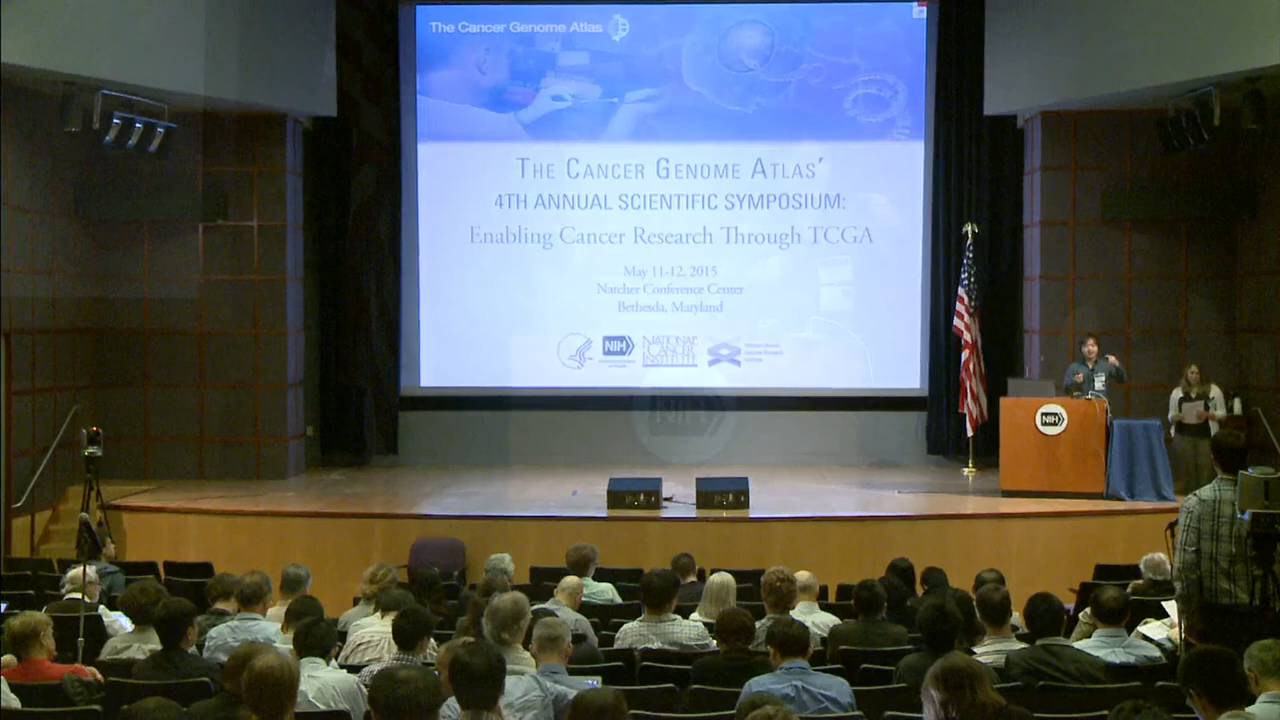 The Cancer Genome Atlas
THE CANCER GENOME ATLAS'
4TH ANNUAL SCIENTIFIC SYMPOSIUM:
Enabling Cancer Research Through TCGA
May 11-12, 2015
Natcher Conference Center
Bethesda, Maryland
NIH
NATIONAL
CANCER
INSTITUTE
NIH
NIH